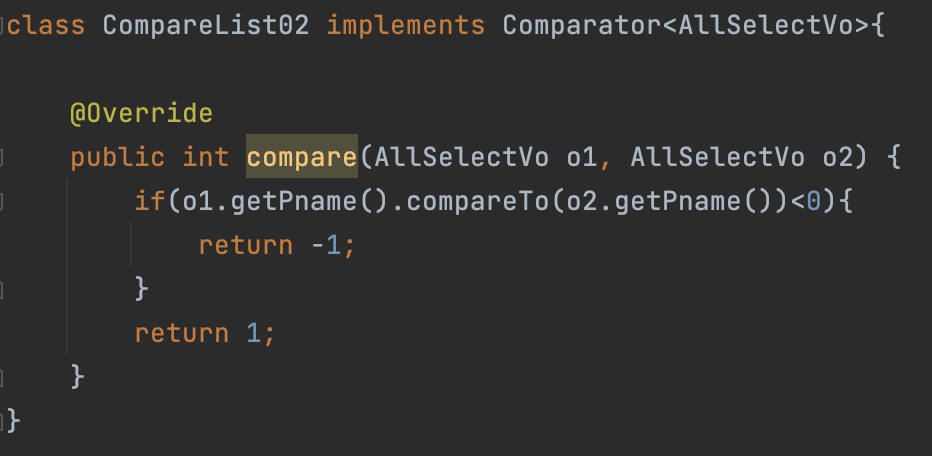 class CompareList02 implements Comparator<AllSelectVo>{
@Override
public int compare(AllSelectVo o1, AllSelectVo o2) {
if(o1.getPname().compareTo(o2.getPname())<0){
return -1;
}
return 1;
}
}